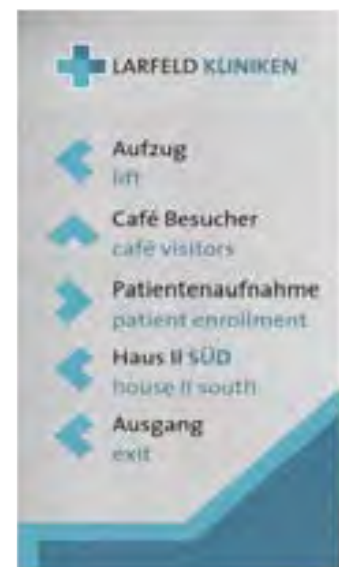 LARFELD KLINIKEN
Aufzug
lift
Café Besucher
café visitors
Patientenaufnahme
patient enrollment
Haus II SÜD
house II south
Ausgang
exit